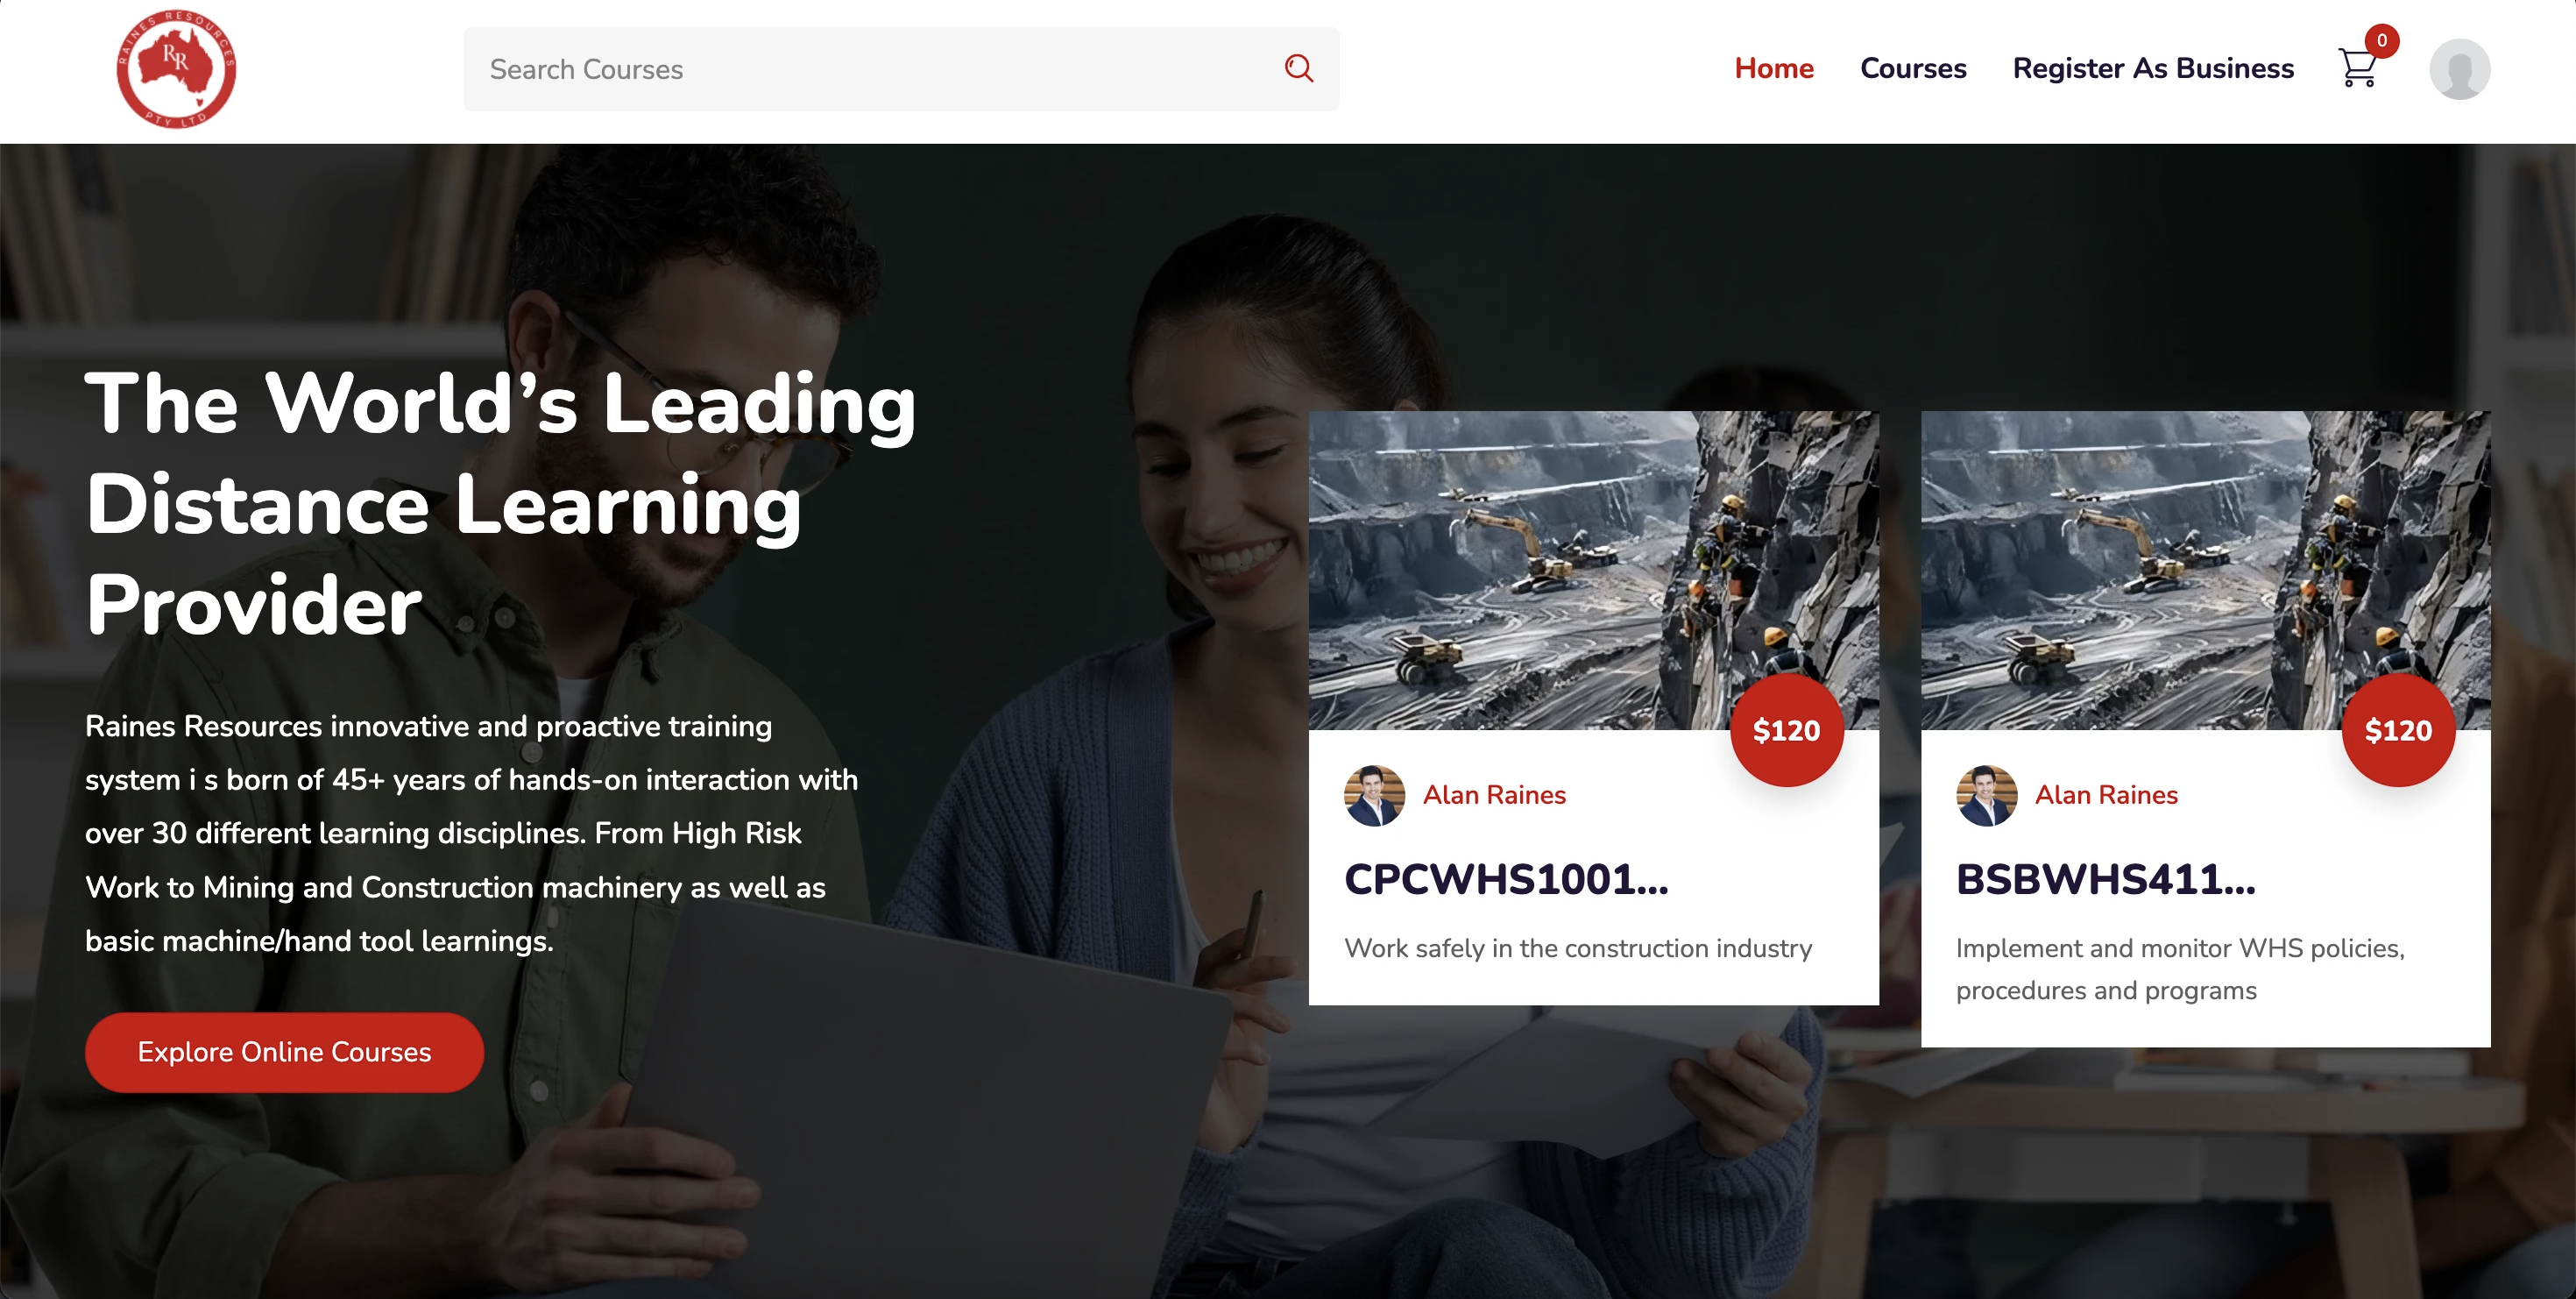 RAINES RESOURCES
RR
PTY LTD
Search Courses
Home
Courses
Register As Business
0
The World’s Leading
Distance Learning
Provider
Raines Resources innovative and proactive training
system i s born of 45+ years of hands-on interaction with
over 30 different learning disciplines. From High Risk
Work to Mining and Construction machinery as well as
basic machine/hand tool learnings.
Explore Online Courses
$120
Alan Raines
CPCWHS1001...
Work safely in the construction industry
$120
Alan Raines
BSBWHS411...
Implement and monitor WHS policies,
procedures and programs